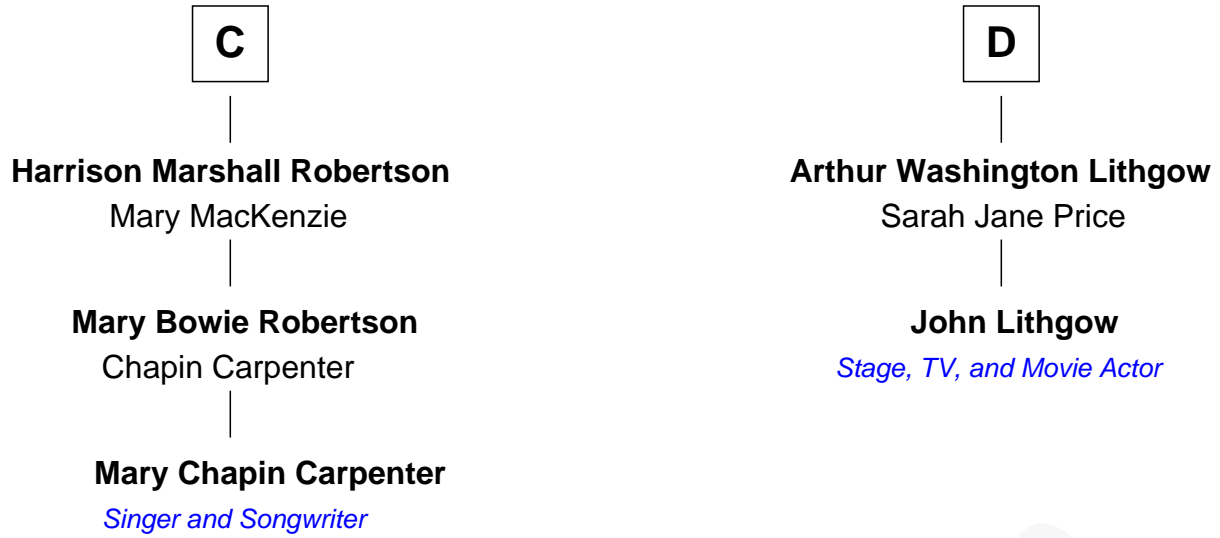 C
Harrison Marshall Robertson
Mary MacKenzie
Mary Bowie Robertson
Chapin Carpenter
Mary Chapin Carpenter
Singer and Songwriter
D
Arthur Washington Lithgow
Sarah Jane Price
John Lithgow
Stage, TV, and Movie Actor